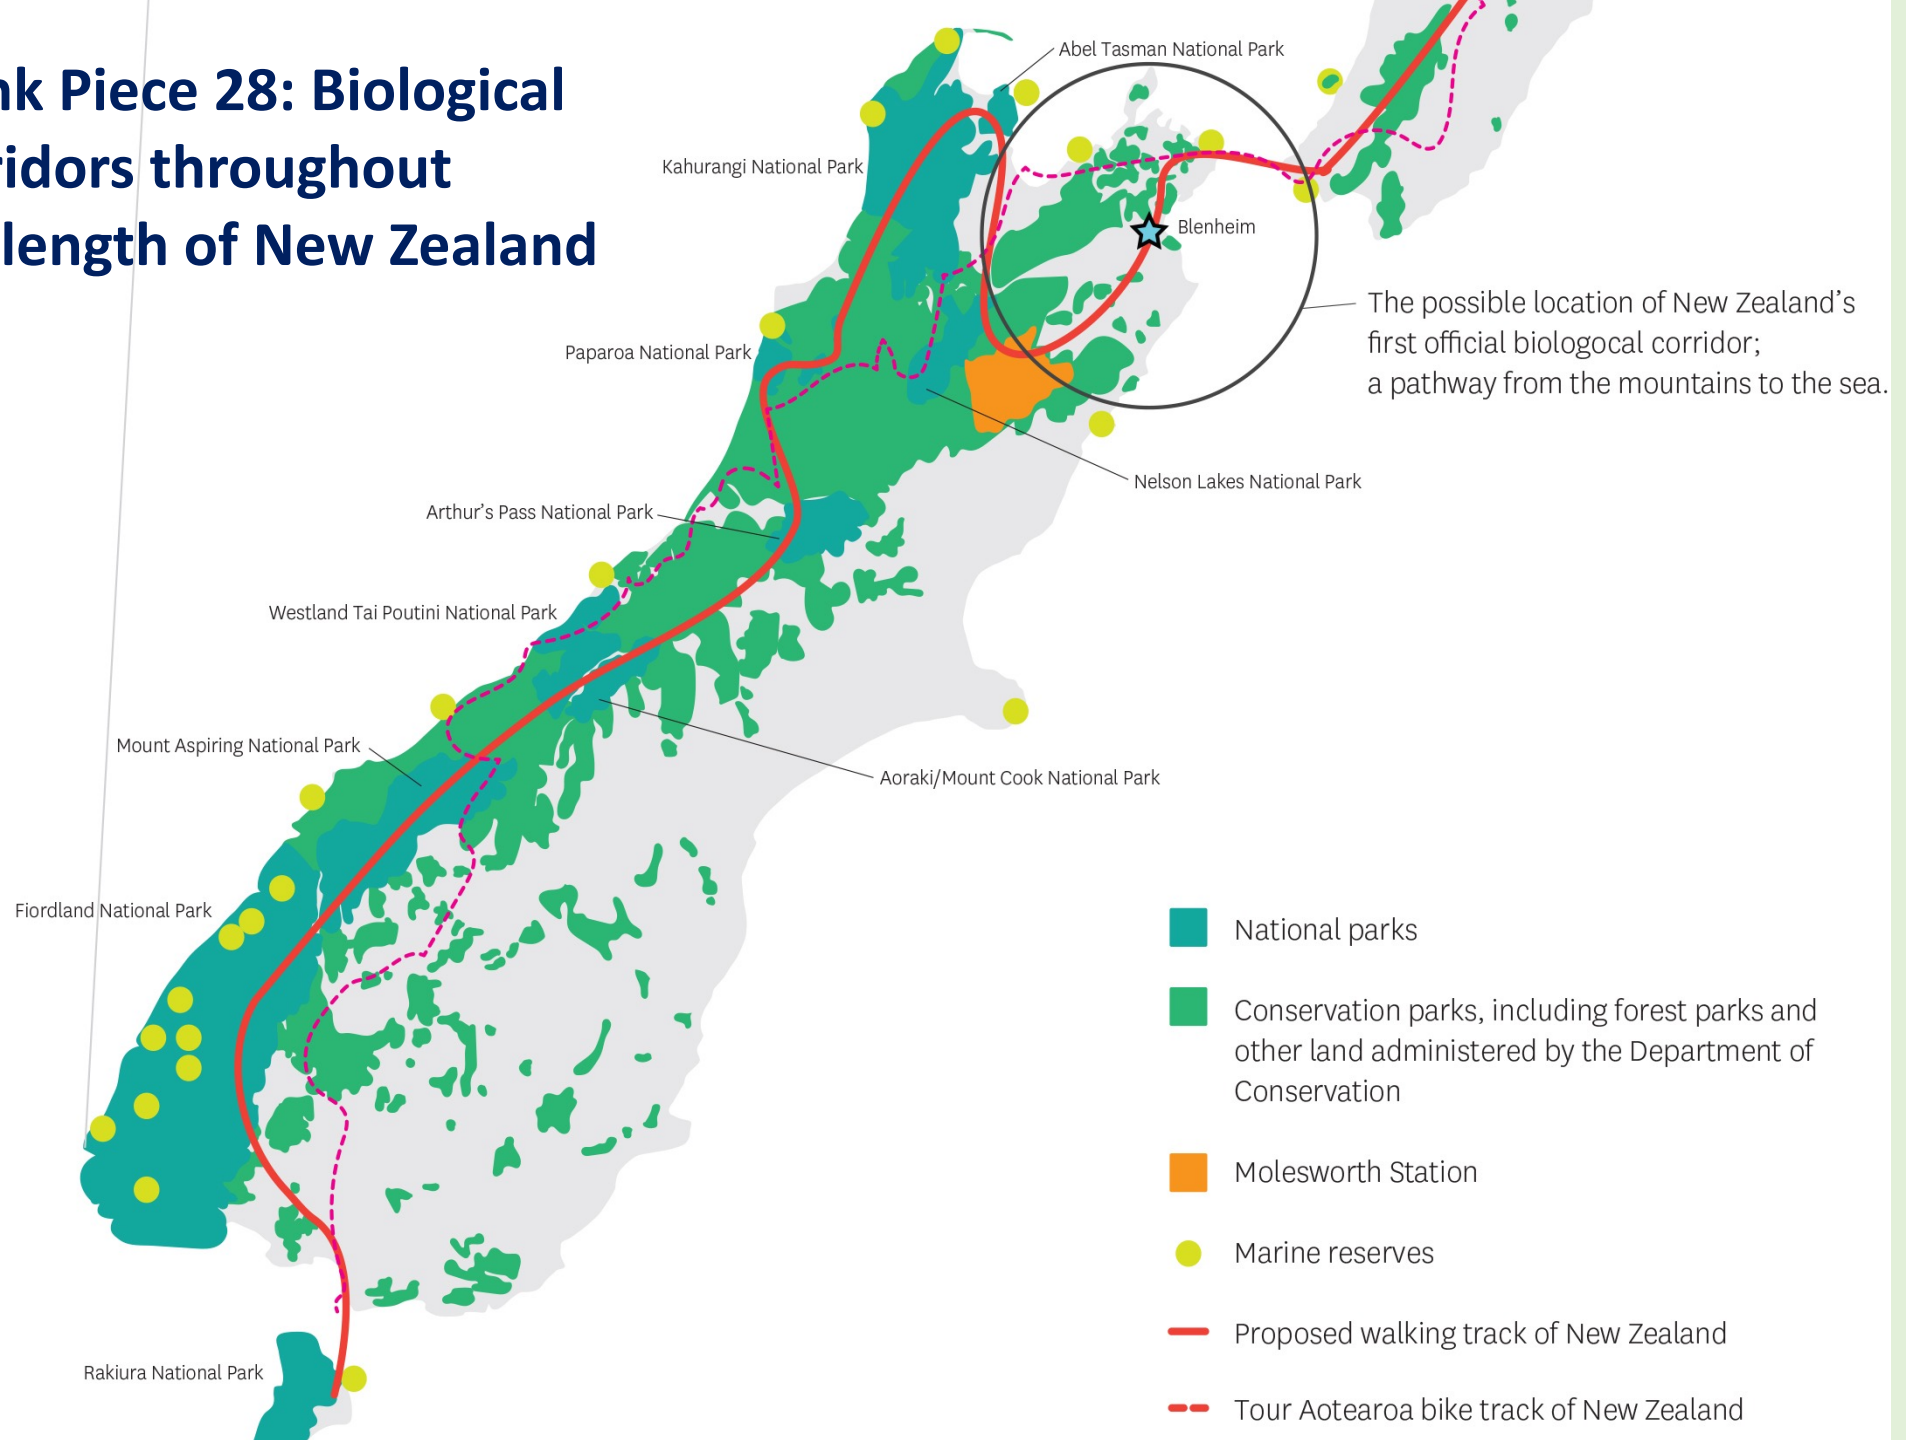 nk Piece 28: Biological
ridors throughout
length of New Zealand
Abel Tasman National Park
Kahurangi National Park
Blenheim
The possible location of New Zealand's
first official biologocal corridor;
a pathway from the mountains to the sea.
Paparoa National Park
Nelson Lakes National Park
Arthur's Pass National Park
Westland Tai Poutini National Park
Mount Aspiring National Park
Aoraki/Mount Cook National Park
Fiordland National Park
Rakiura National Park
National parks
Conservation parks, including forest parks and
other land administered by the Department of
Conservation
Molesworth Station
Marine reserves
Proposed walking track of New Zealand
Tour Aotearoa bike track of New Zealand